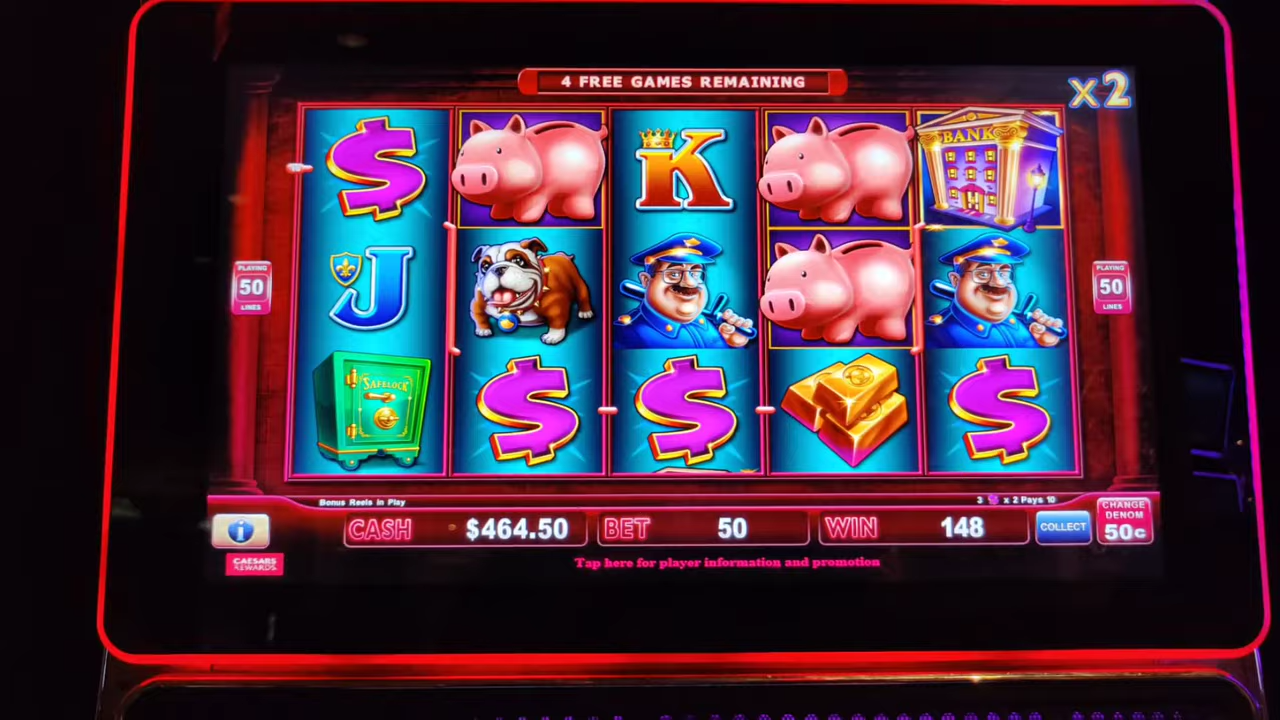 4 FREE GAMES REMAINING
x2
BANK
K
J
SAFELOCK
PLAYING
50
LINES
PLAYING
50
LINES
Bonus Reels in Play
3 x 2 Pays 10
CASH $464.50
BET 50
WIN 148
COLLECT
CHANGE
DENOM
50c
CAESARS
REWARDS
Tap here for player information and promotion